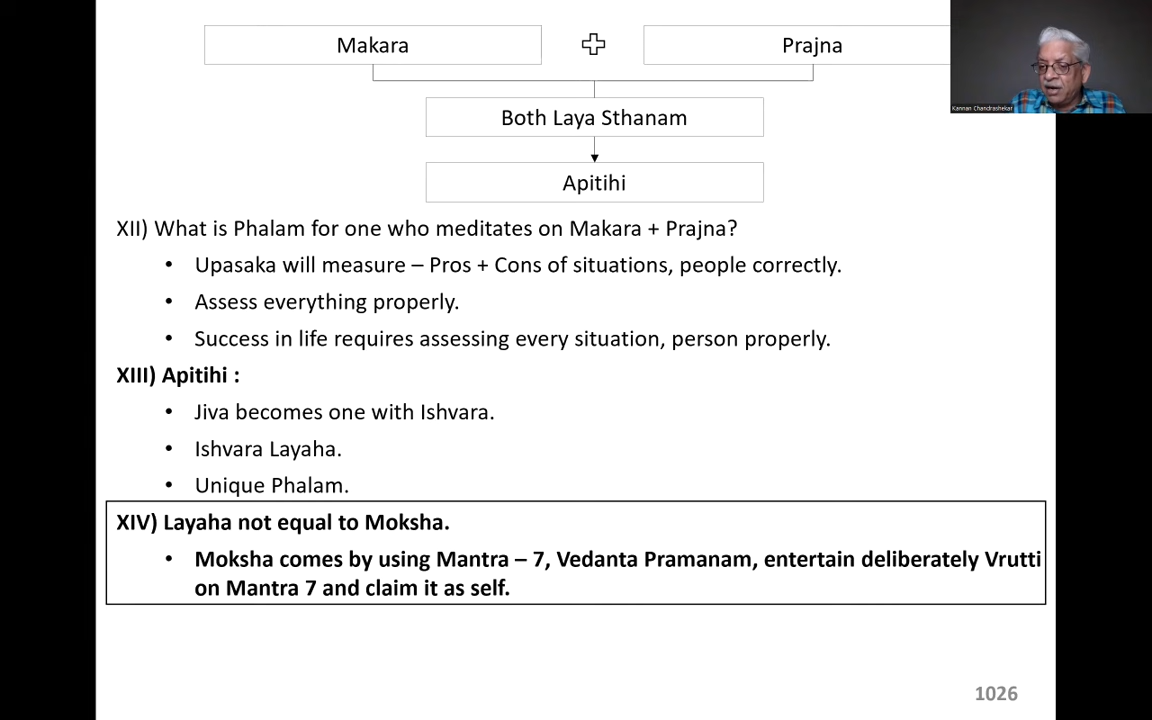 Makara
Prajna
Kannan Chandrashekar
Both Laya Sthanam
Apitihi
XII) What is Phalam for one who meditates on Makara + Prajna?
• Upasaka will measure – Pros + Cons of situations, people correctly.
• Assess everything properly.
• Success in life requires assessing every situation, person properly.
XIII) Apitihi :
• Jiva becomes one with Ishvara.
• Ishvara Layaha.
• Unique Phalam.
XIV) Layaha not equal to Moksha.
• Moksha comes by using Mantra – 7, Vedanta Pramanam, entertain deliberately Vrutti
on Mantra 7 and claim it as self.
1026